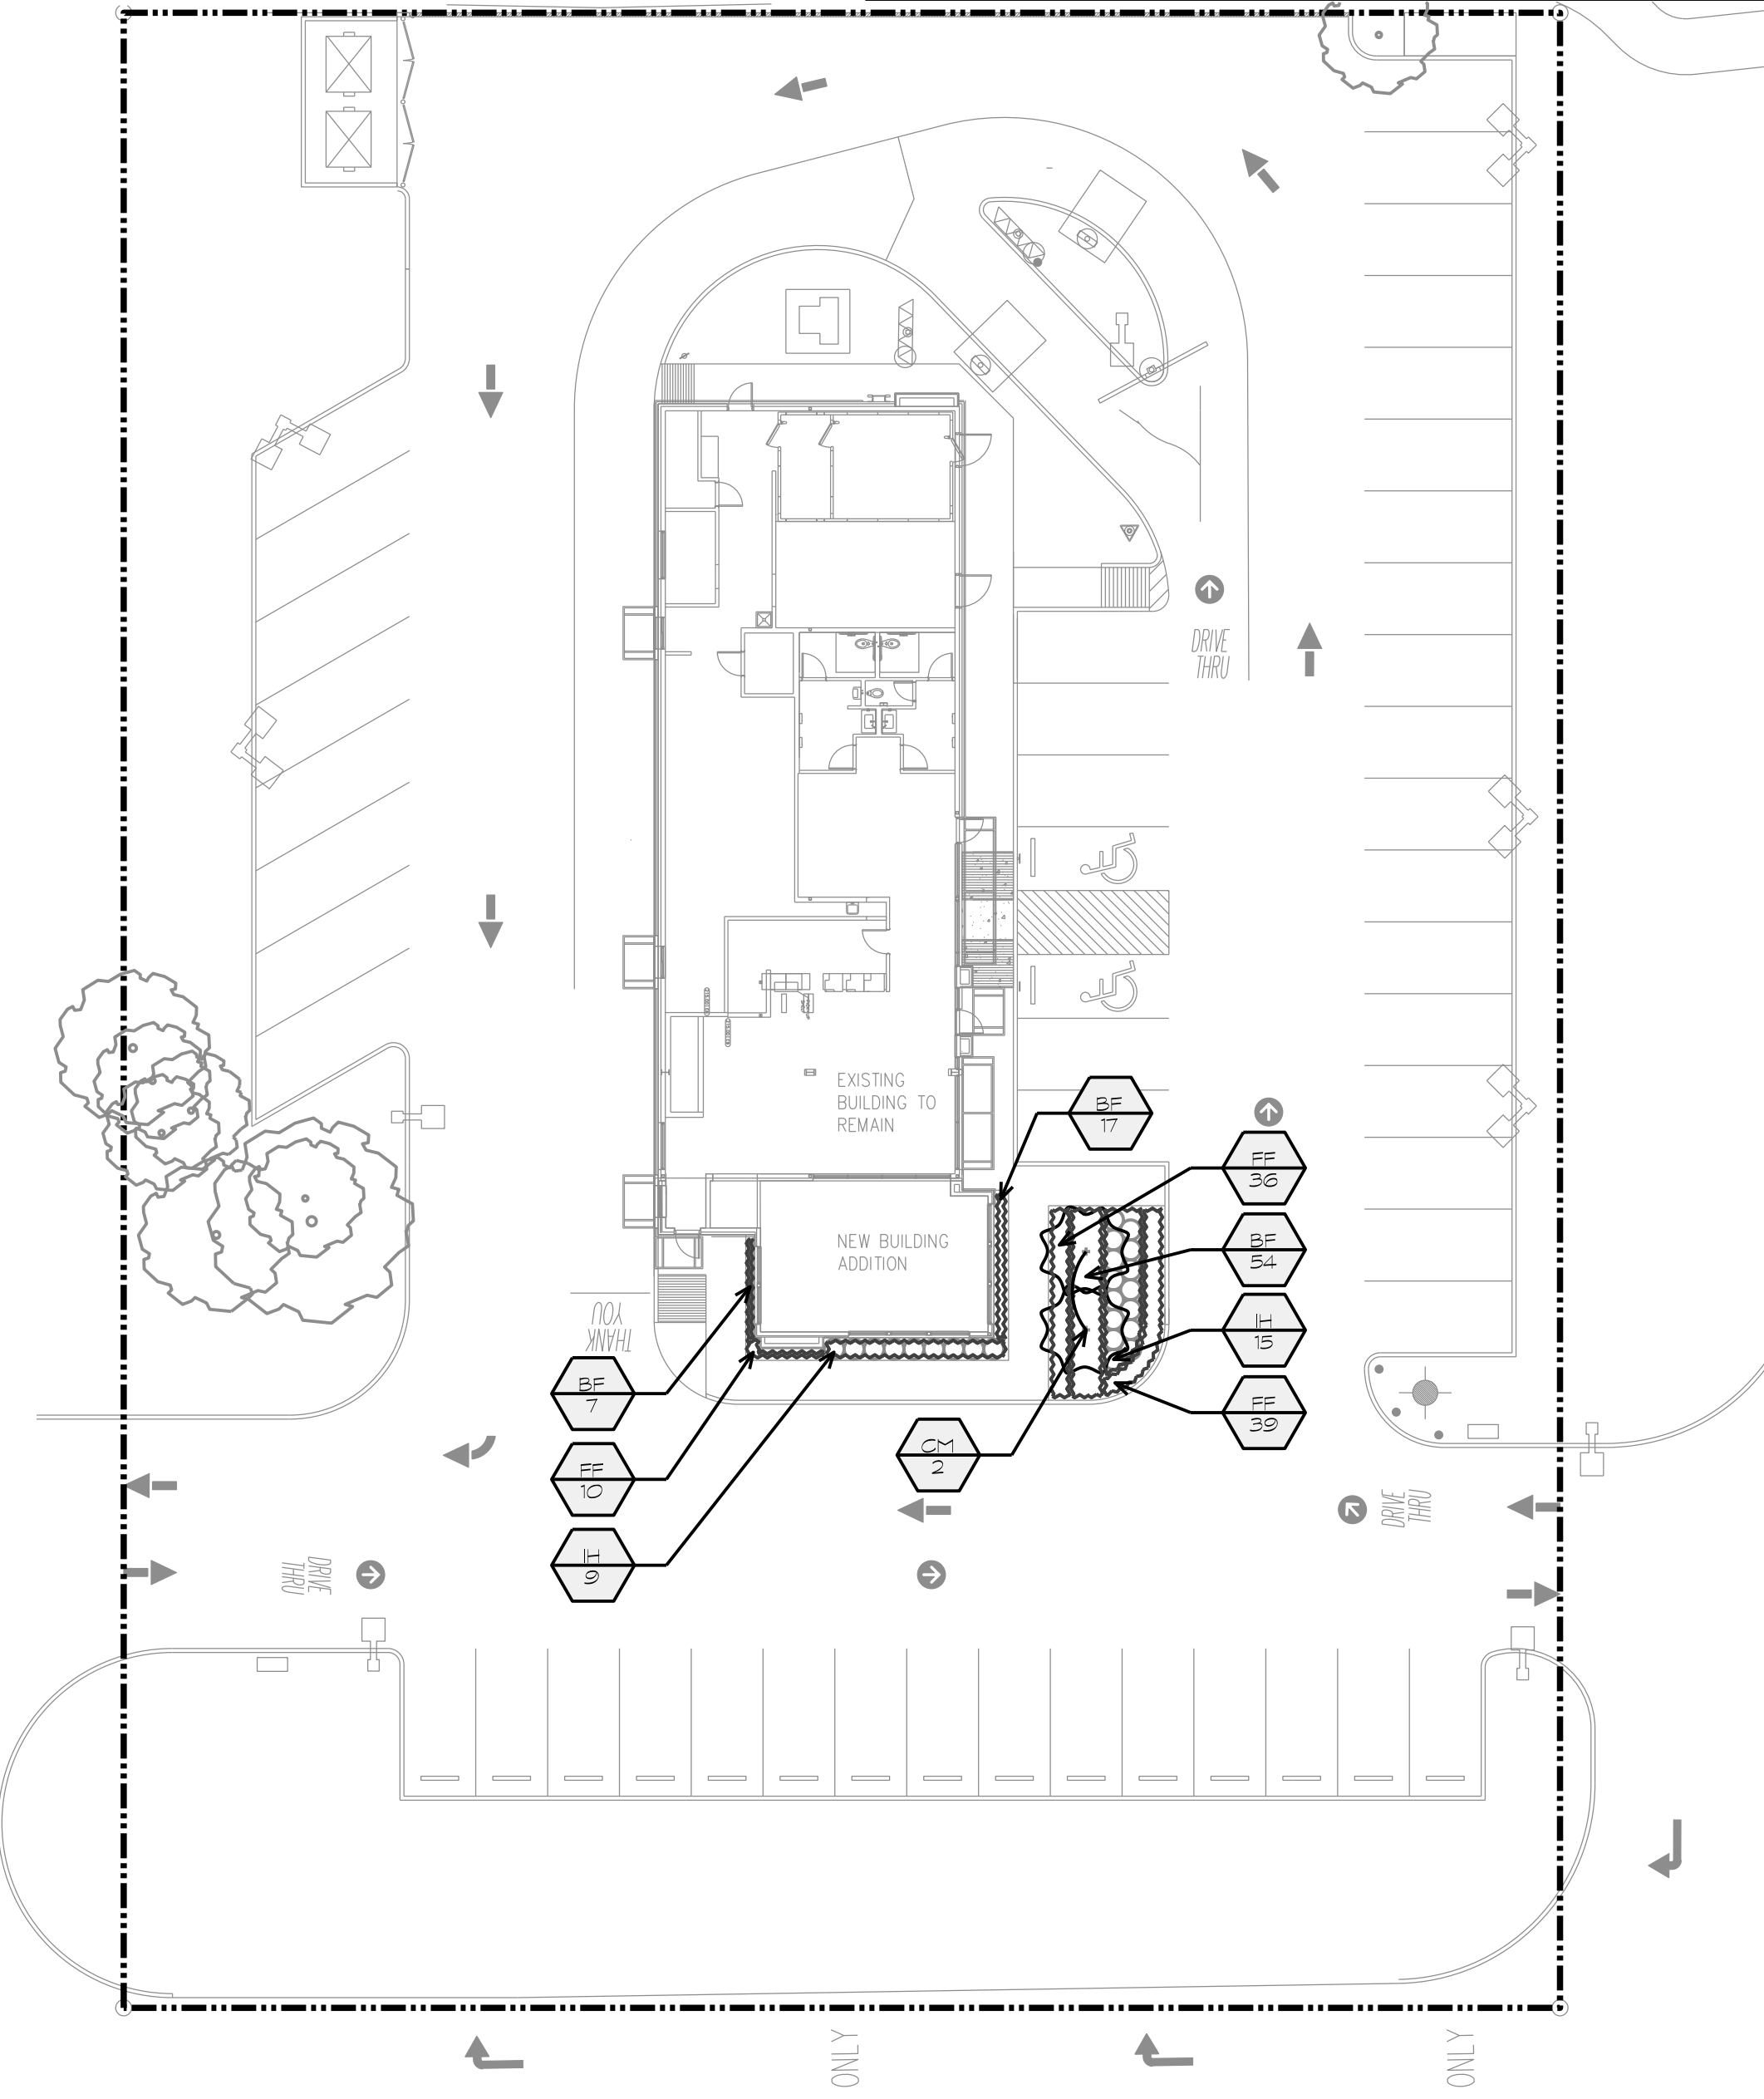 DRIVE
THRU
EXISTING
BUILDING TO
REMAIN
BF
17
FF
36
NEW BUILDING
ADDITION
BF
54
THANK
YOU
IH
15
BF
7
FF
39
CM
2
FF
10
DRIVE
THRU
IH
9
DRIVE
THRU
ONLY
ONLY